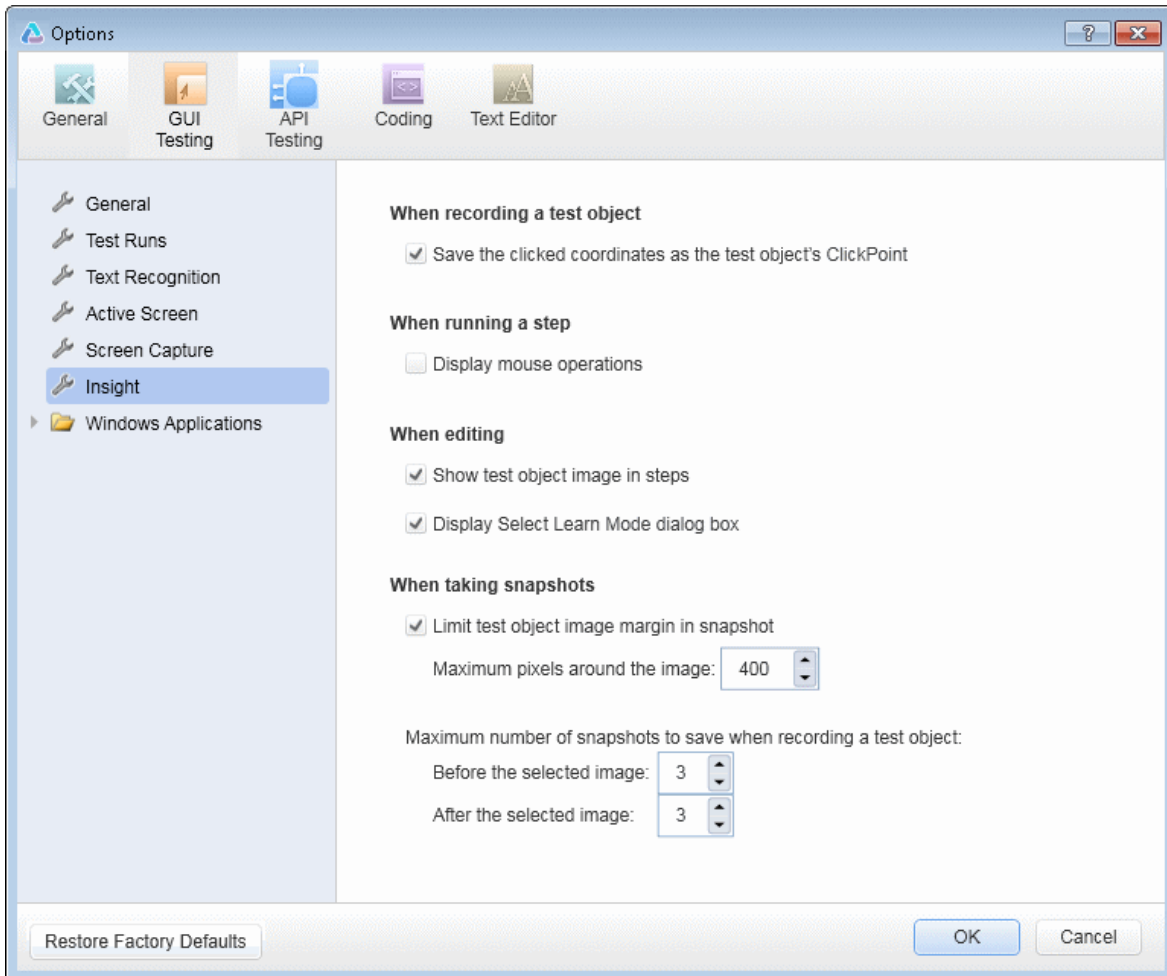 Options
General
GUI
Testing
API
Testing
Coding
Text Editor
General
Test Runs
Text Recognition
Active Screen
Screen Capture
Insight
Windows Applications
When recording a test object
Save the clicked coordinates as the test object's ClickPoint
When running a step
Display mouse operations
When editing
Show test object image in steps
Display Select Learn Mode dialog box
When taking snapshots
Limit test object image margin in snapshot
Maximum pixels around the image: 400
Maximum number of snapshots to save when recording a test object:
Before the selected image: 3
After the selected image: 3
Restore Factory Defaults
OK
Cancel